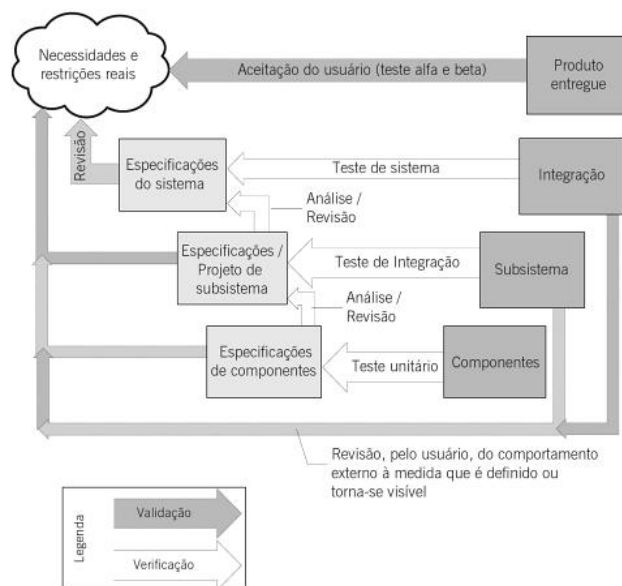 Necessidades e
restrições reais
Aceitação do usuário (teste alfa e beta)
Produto
entregue
Revisão
Especificações
do sistema
Teste de sistema
Integração
Análise /
Revisão
Especificações /
Projeto de
subsistema
Teste de Integração
Subsistema
Análise /
Revisão
Especificações
de componentes
Teste unitário
Componentes
Revisão, pelo usuário, do comportamento
externo à medida que é definido ou
torna-se visível
Legenda
Validação
Verificação